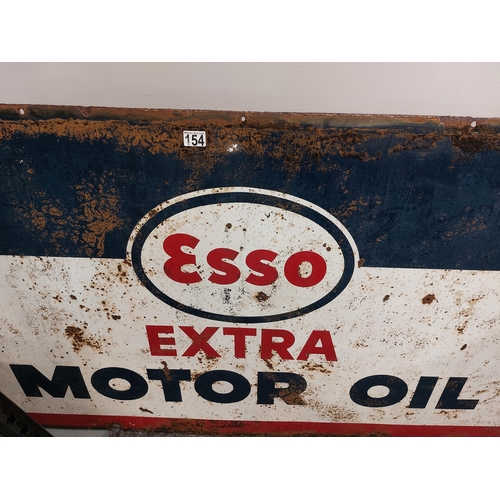 154
Esso
EXTRA
MOTOR OIL